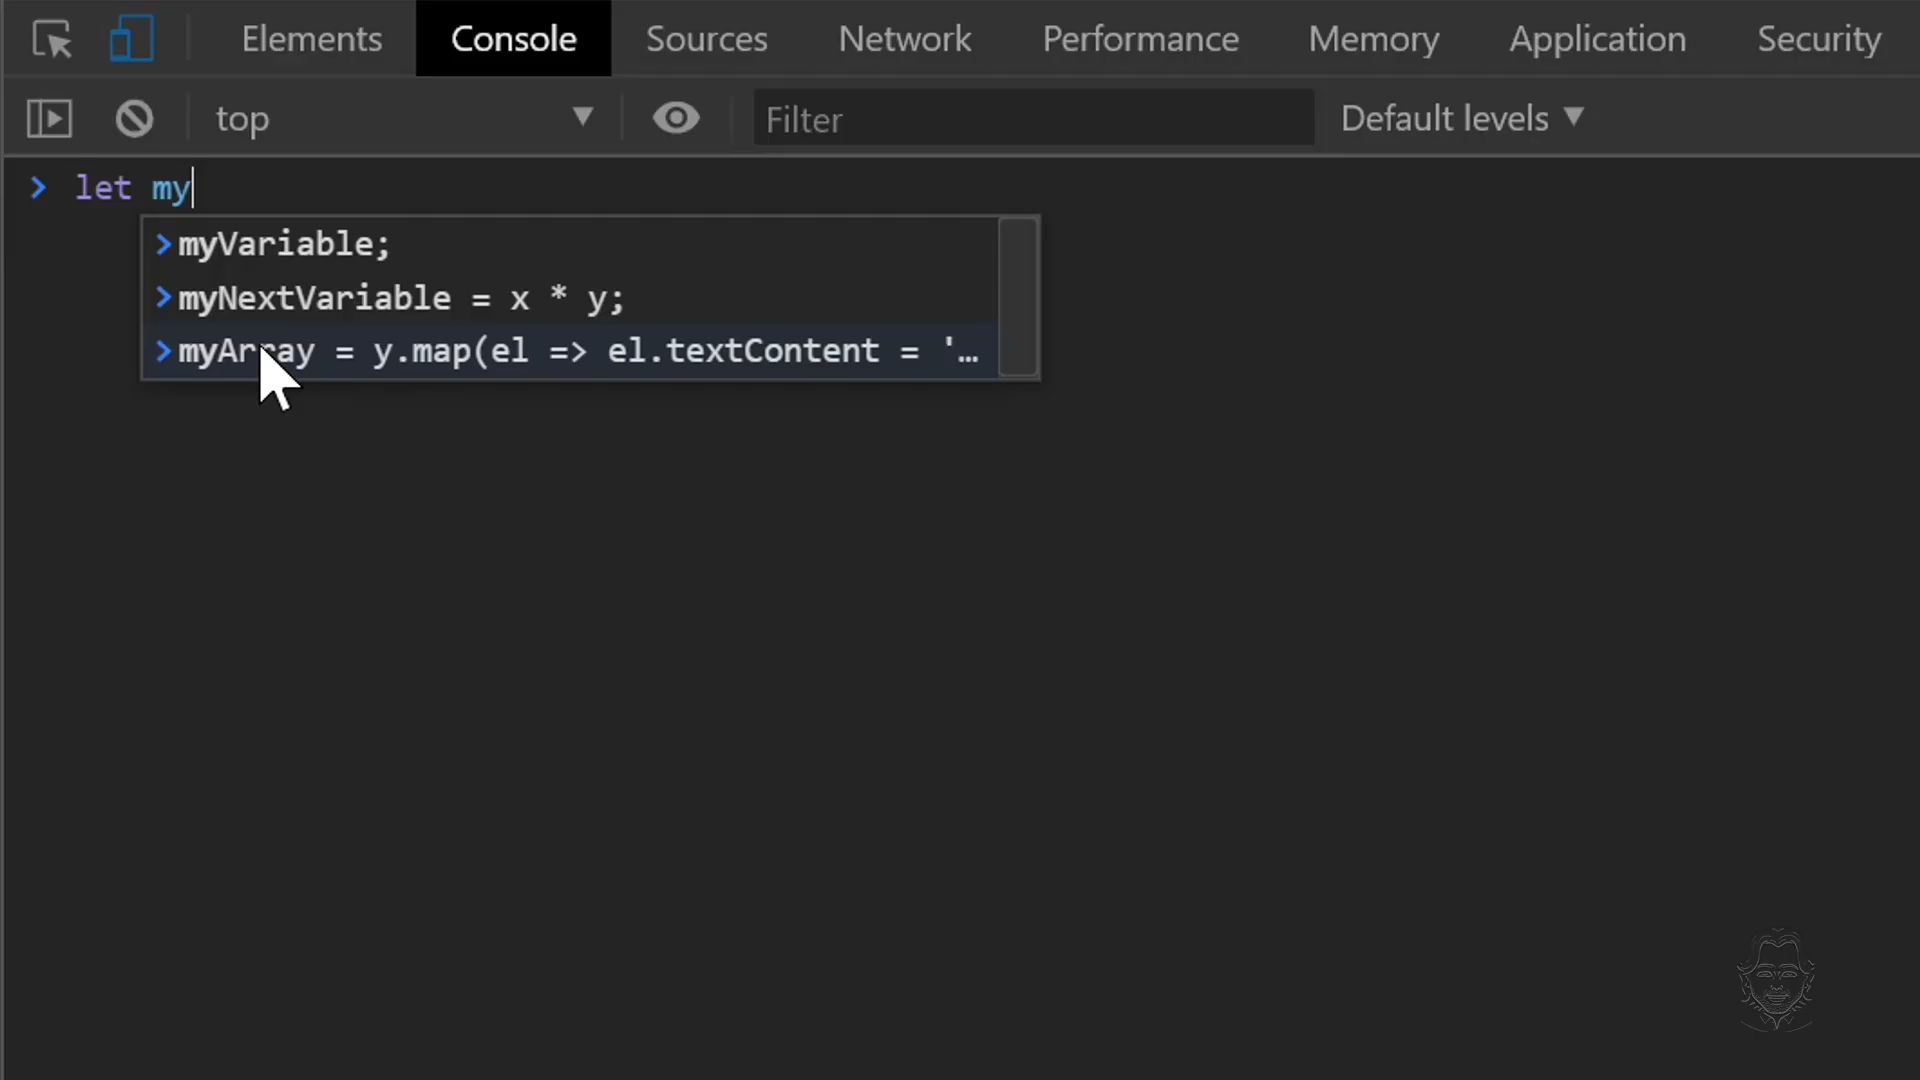 Elements Console Sources Network Performance Memory Application Security
top Filter Default levels
> let my
>myVariable;
>myNextVariable = x * y;
>myArray = y.map(el => el.textContent = '…